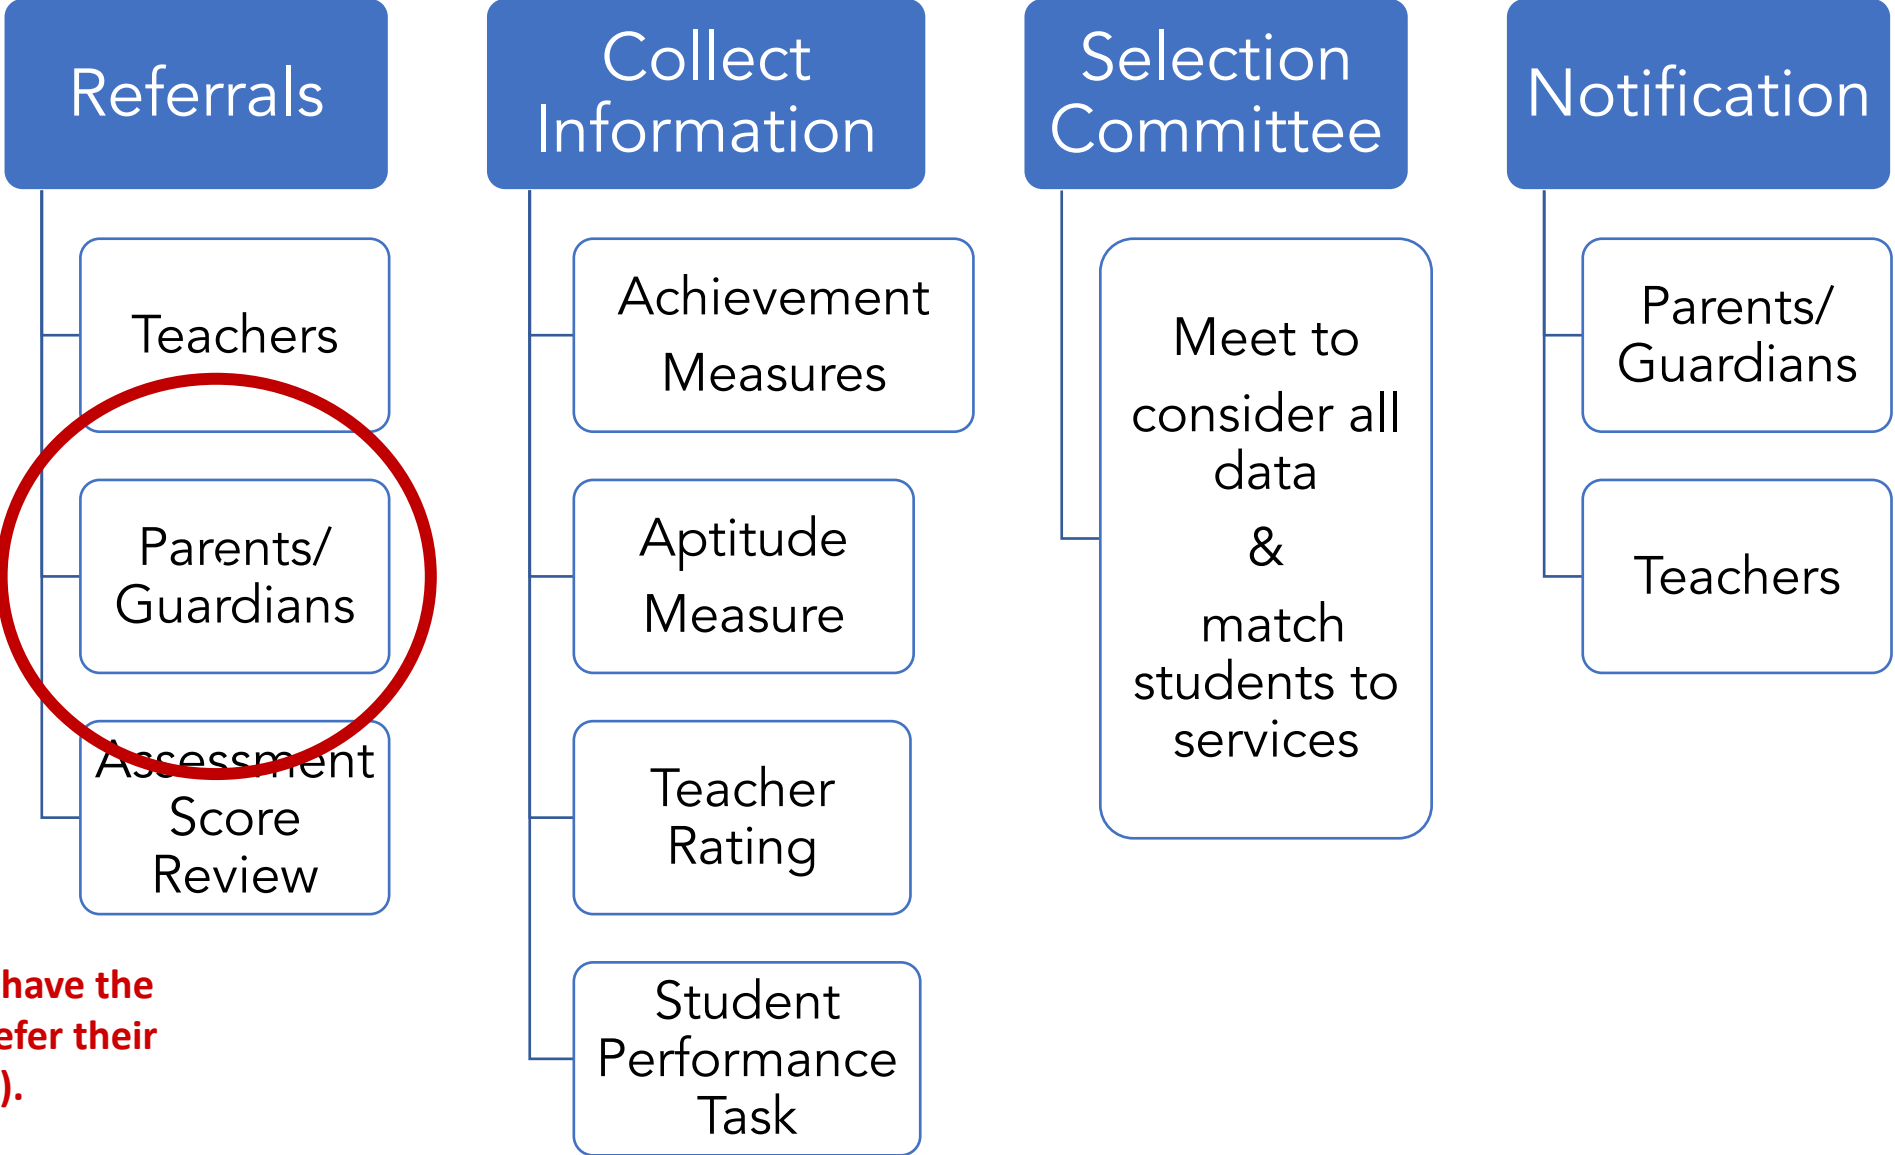 Referrals
Teachers
Parents/
Guardians
Assessment
Score
Review
Collect
Information
Achievement
Measures
Aptitude
Measure
Teacher
Rating
Student
Performance
Task
Selection
Committee
Meet to
consider all
data
&
match
students to
services
Notification
Parents/
Guardians
Teachers
have the
efer their
).